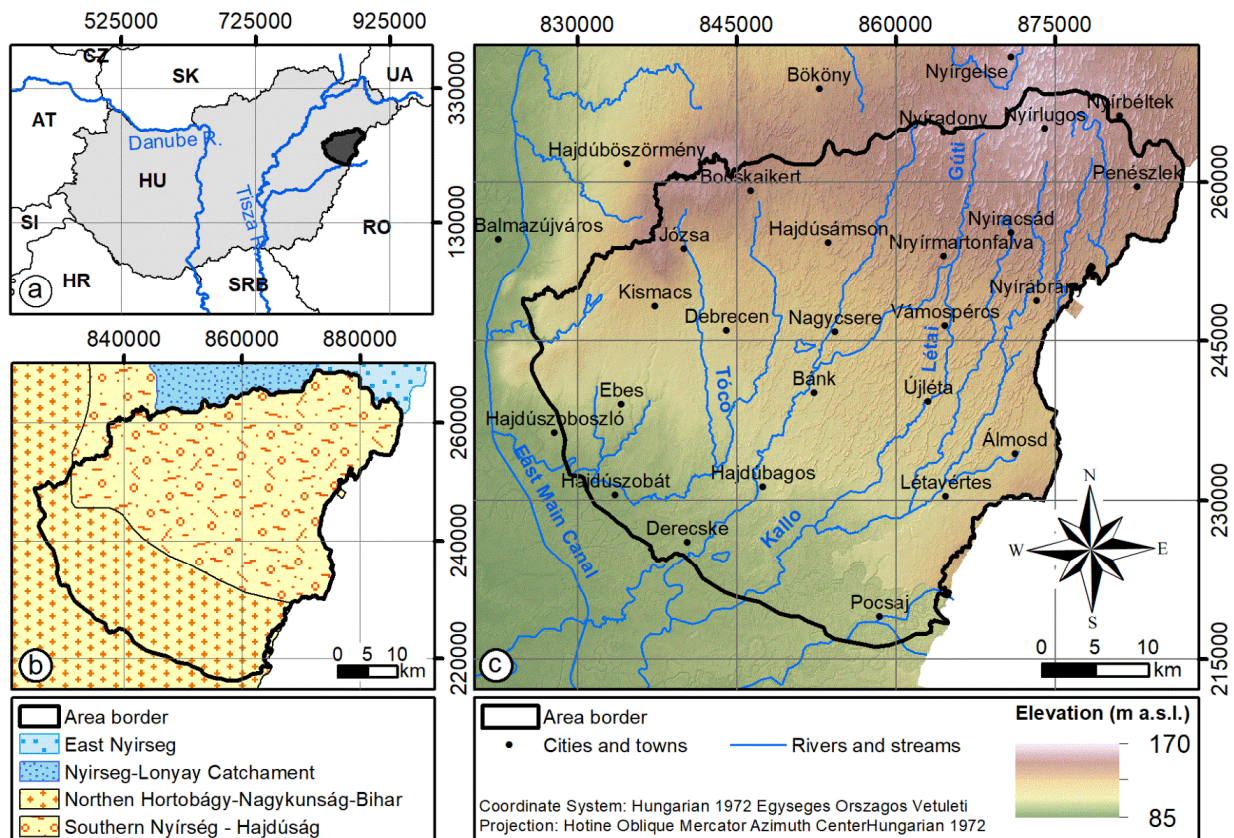 525000 725000 925000
330000
130000
CZ
SK
UA
AT
Danube R.
HU
Tisza R.
RO
SI
HR
SRB
a
840000 860000 880000
260000
240000
220000
b
0 5 10
km
830000 845000 860000 875000
260000
245000
230000
215000
Bököny
Nyírgelse
Nyírbéltek
Nyíradony
Nyírlugos
Hajdúböszörmény
Gúti
Penészlek
Bocskaikert
Balmazújváros
Józsa
Hajdúsámson
Nyiracsád
Nryírmartonfalva
Kismacs
Nyírábrány
Debrecen
Nagycsere
Vámospércs
Létai
Tócó
Bánk
Újléta
Ebes
Hajdúszoboszló
Álmosd
East Main Canal
Hajdúszobát
Hajdúbagos
Létavértes
Derecske
Kallo
N
W
E
S
Pocsaj
c
0 5 10
km
Area border
East Nyirseg
Nyirseg-Lonyay Catchament
Northen Hortobágy-Nagykunság-Bihar
Southern Nyírség - Hajdúság
Area border
Cities and towns
Rivers and streams
Elevation (m a.s.l.)
170
85
Coordinate System: Hungarian 1972 Egyseges Orszagos Vetuleti
Projection: Hotine Oblique Mercator Azimuth CenterHungarian 1972